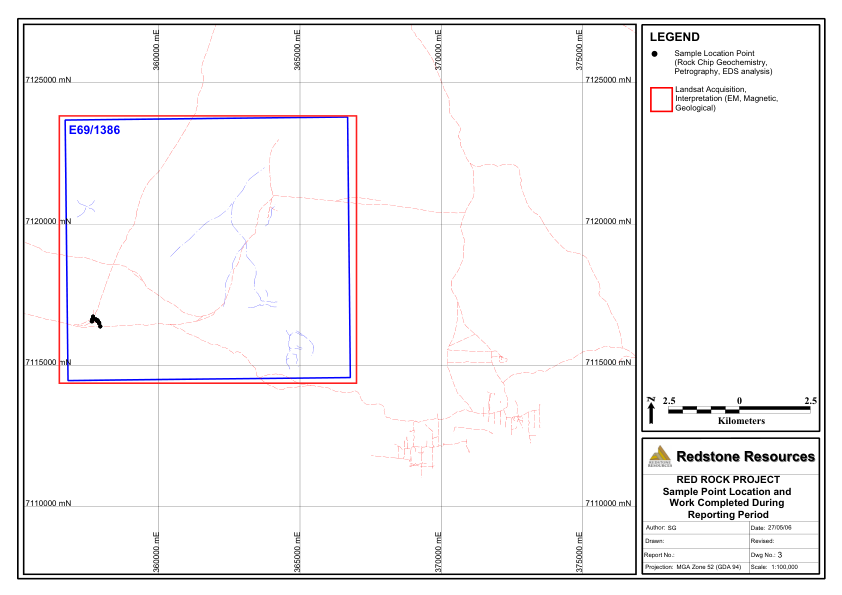 360000 mE
365000 mE
370000 mE
375000 mE
7125000 mN
7125000 mN
E69/1386
7120000 mN
7120000 mN
7115000 mN
7115000 mN
7110000 mN
7110000 mN
360000 mE
365000 mE
370000 mE
375000 mE
LEGEND
Sample Location Point
(Rock Chip Geochemistry,
Petrography, EDS analysis)
Landsat Acquisition,
Interpretation (EM, Magnetic,
Geological)
N
2.5 0 2.5
Kilometers
REDSTONE
RESOURCES
Redstone Resources
RED ROCK PROJECT
Sample Point Location and
Work Completed During
Reporting Period
Author: SG Date: 27/05/06
Drawn: Revised:
Report No.: Dwg No.: 3
Projection: MGA Zone 52 (GDA 94) Scale: 1:100,000